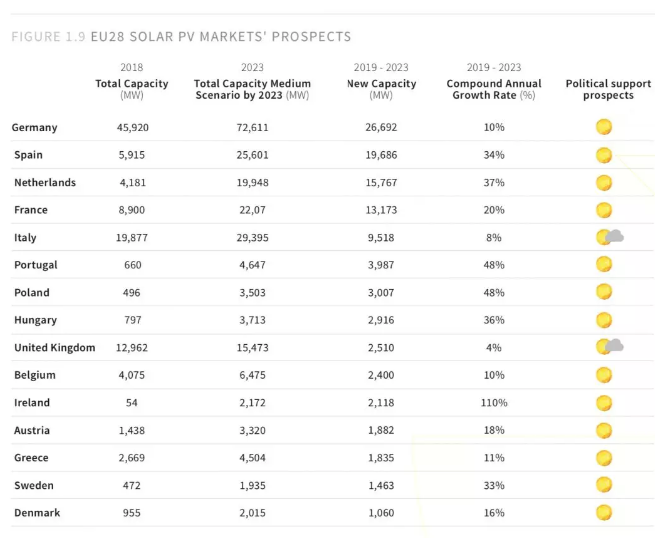 FIGURE 1.9 EU28 SOLAR PV MARKETS' PROSPECTS
2018 2023 2019 - 2023 2019 - 2023
Total Capacity Total Capacity Medium New Capacity Compound Annual Political support
(MW) Scenario by 2023 (MW) (MW) Growth Rate (%) prospects
Germany 45,920 72,611 26,692 10%
Spain 5,915 25,601 19,686 34%
Netherlands 4,181 19,948 15,767 37%
France 8,900 22,07 13,173 20%
Italy 19,877 29,395 9,518 8%
Portugal 660 4,647 3,987 48%
Poland 496 3,503 3,007 48%
Hungary 797 3,713 2,916 36%
United Kingdom 12,962 15,473 2,510 4%
Belgium 4,075 6,475 2,400 10%
Ireland 54 2,172 2,118 110%
Austria 1,438 3,320 1,882 18%
Greece 2,669 4,504 1,835 11%
Sweden 472 1,935 1,463 33%
Denmark 955 2,015 1,060 16%